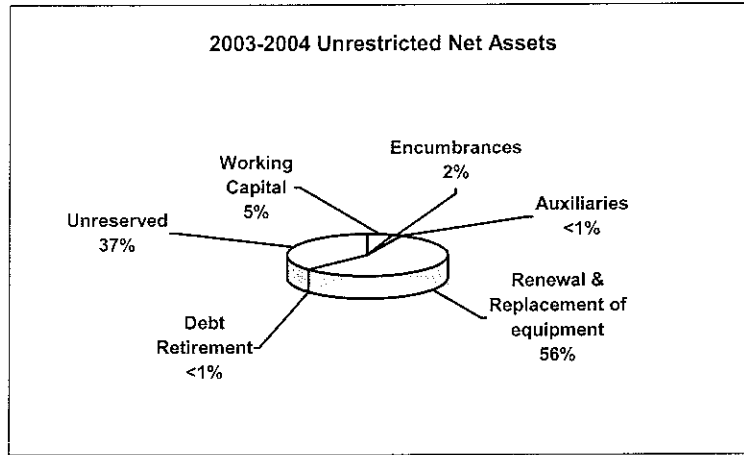 2003-2004 Unrestricted Net Assets
Encumbrances
2%
Working
Capital
5%
Auxiliaries
<1%
Unreserved
37%
Renewal &
Replacement of
equipment
56%
Debt
Retirement
<1%